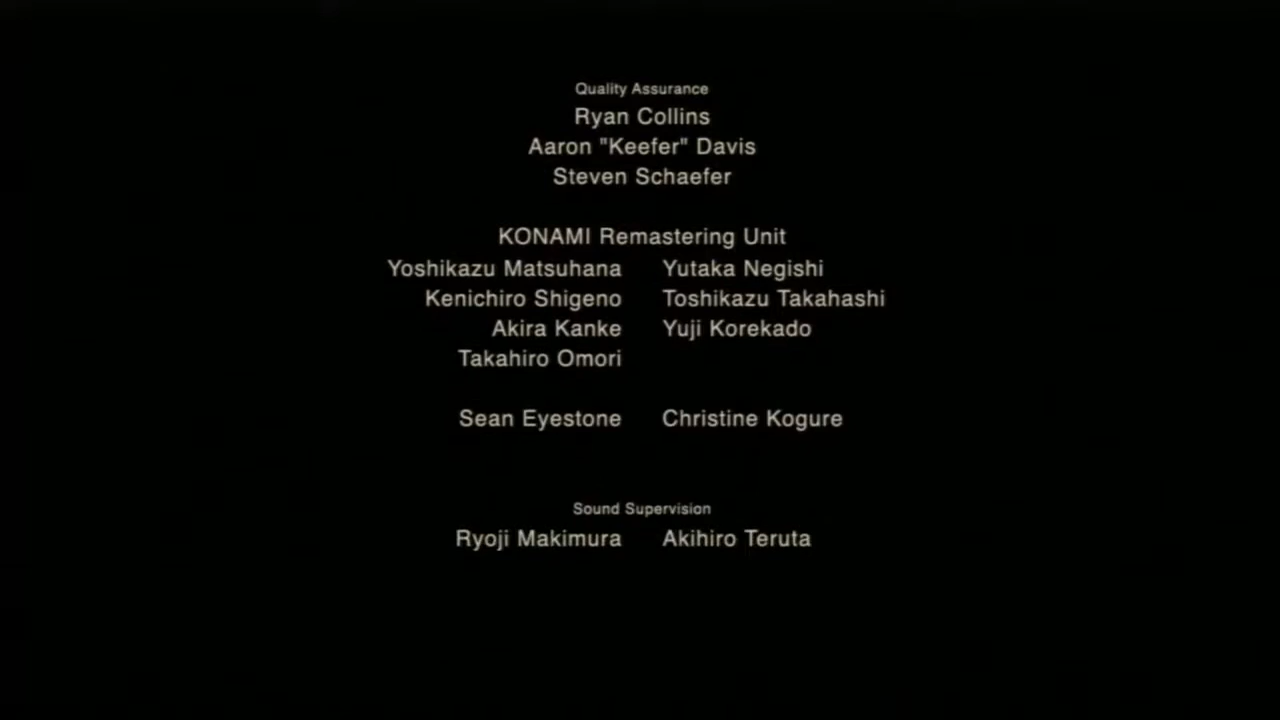 Quality Assurance
Ryan Collins
Aaron "Keefer" Davis
Steven Schaefer
KONAMI Remastering Unit
Yoshikazu Matsuhana Yutaka Negishi
Kenichiro Shigeno Toshikazu Takahashi
Akira Kanke Yuji Korekado
Takahiro Omori
Sean Eyestone Christine Kogure
Sound Supervision
Ryoji Makimura Akihiro Teruta